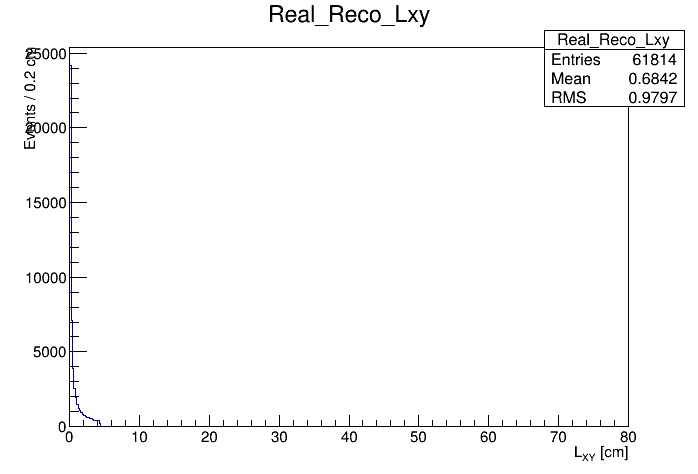 Real_Reco_Lxy
Real_Reco_Lxy
Entries 61814
Mean 0.6842
RMS 0.9797
Events / 0.2 cm
25000
20000
15000
10000
5000
0
0 10 20 30 40 50 60 70 80
LXY [cm]